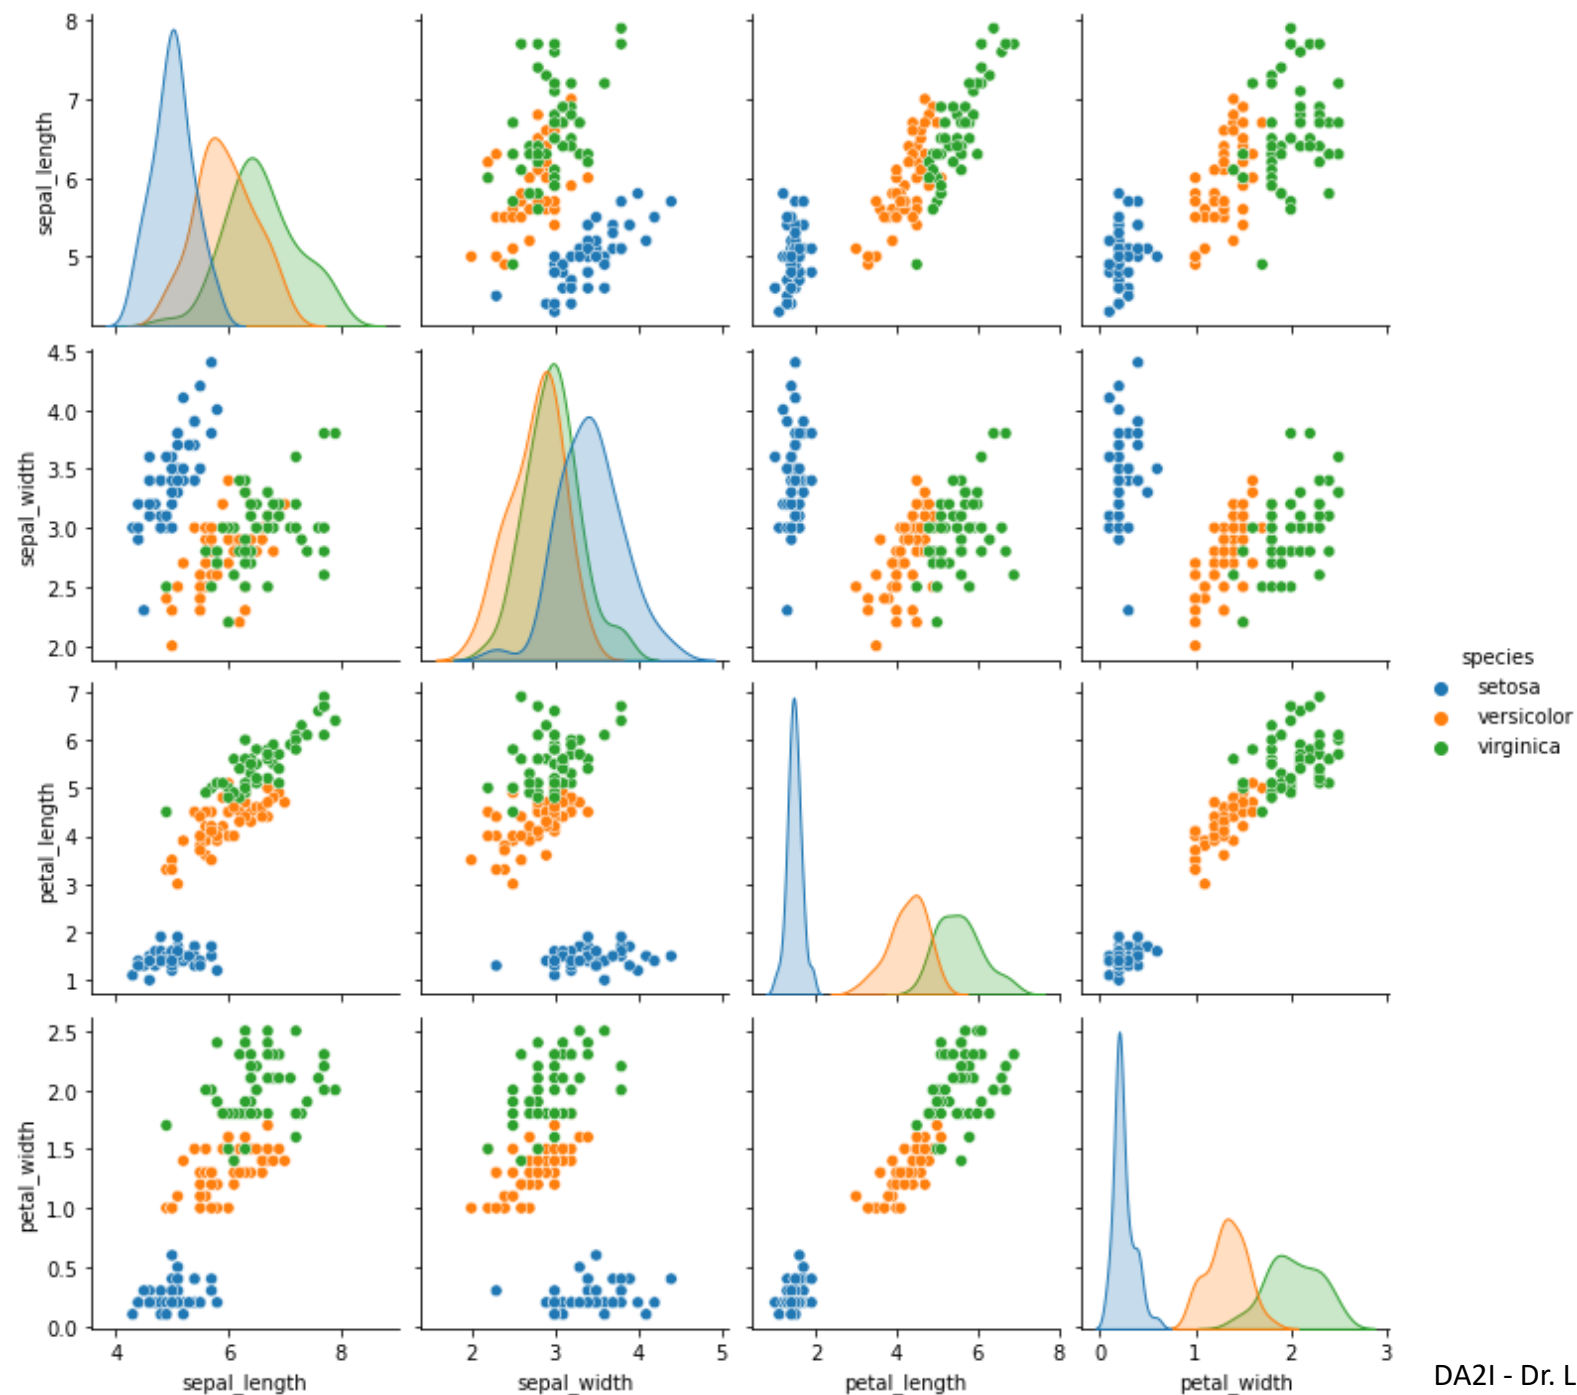 8
7
6
5
sepal_length
4.5
4.0
3.5
3.0
2.5
2.0
sepal_width
species
setosa
versicolor
virginica
7
6
5
4
3
2
1
petal_length
2.5
2.0
1.5
1.0
0.5
0.0
petal_width
4 6 8 2 3 4 5 2 4 6 8 0 1 2 3
sepal_length sepal_width petal_length petal_width
DA2I - Dr. L